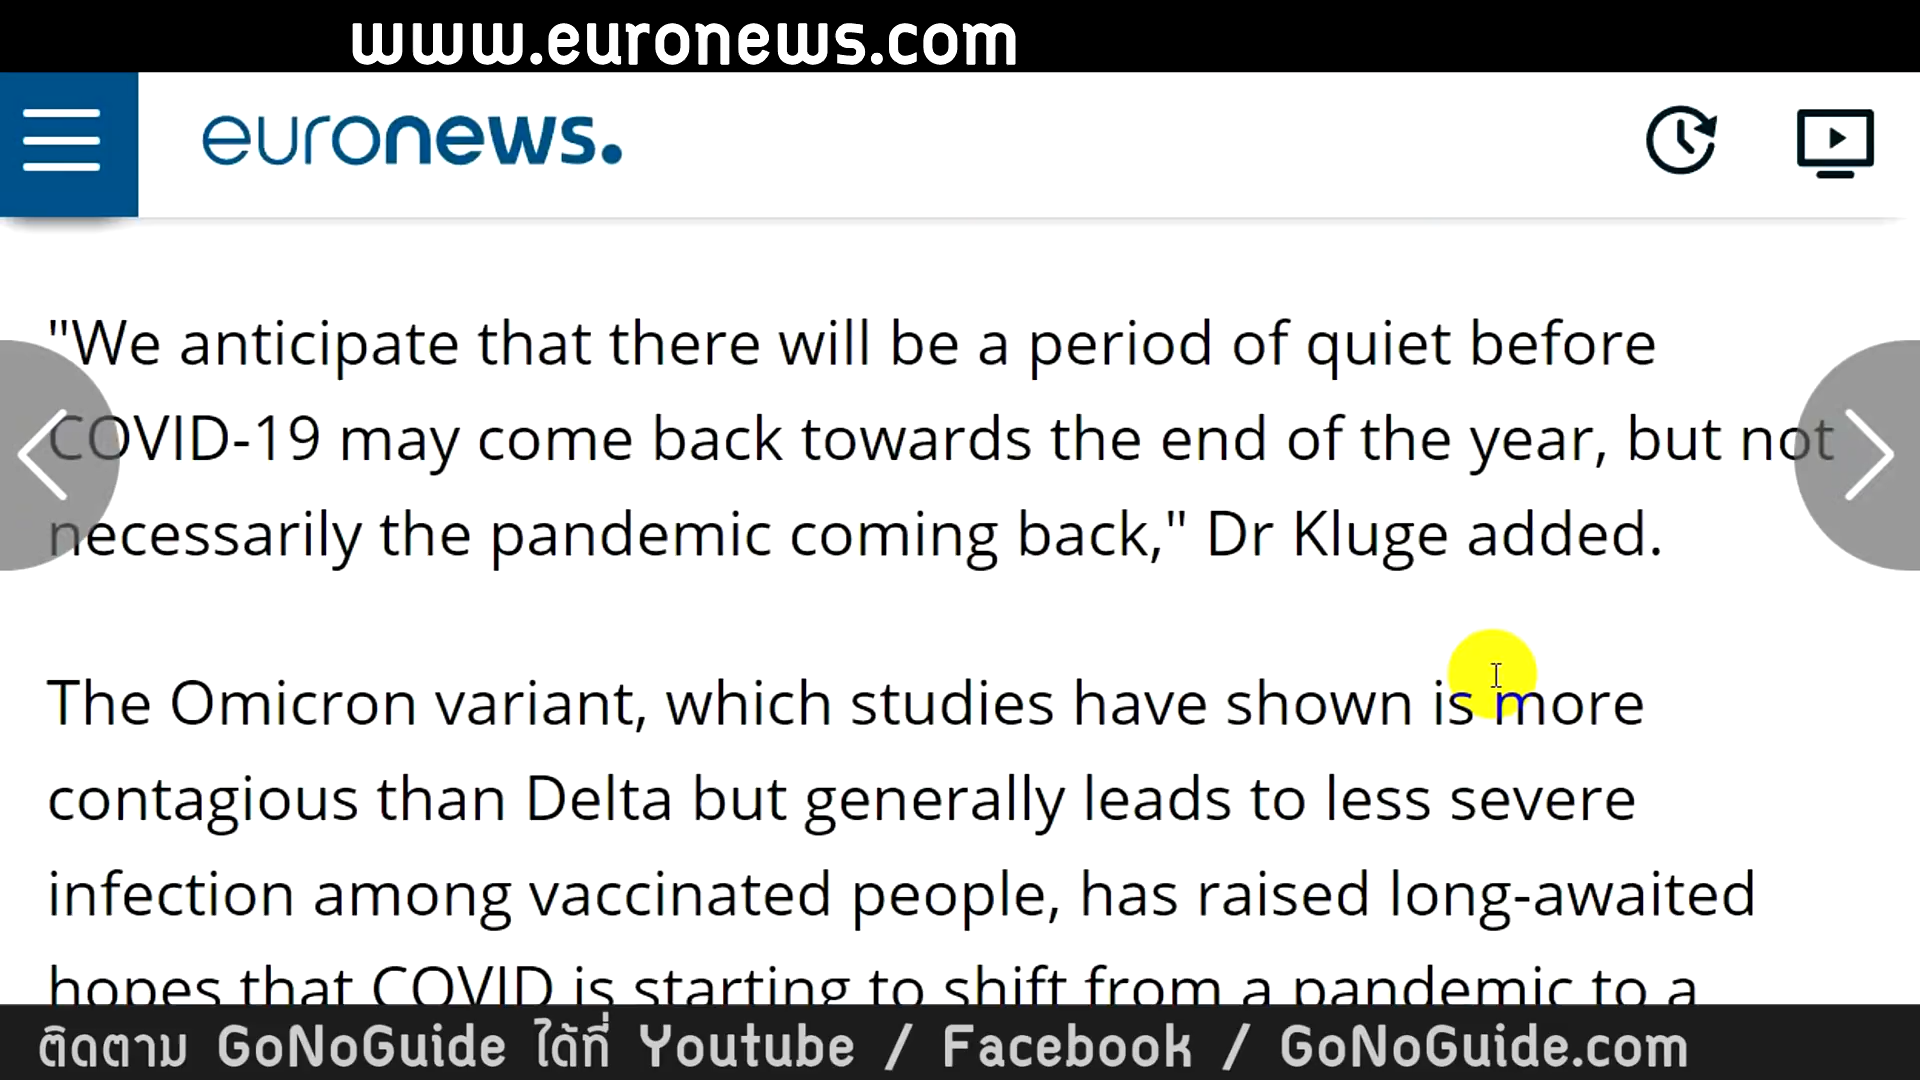 www.euronews.com
euronews.
"We anticipate that there will be a period of quiet before
COVID-19 may come back towards the end of the year, but not
necessarily the pandemic coming back," Dr Kluge added.
The Omicron variant, which studies have shown is more
contagious than Delta but generally leads to less severe
infection among vaccinated people, has raised long-awaited
hopes that COVID is starting to shift from a pandemic to a
ติดตาม GoNoGuide ได้ที่ Youtube / Facebook / GoNoGuide.com